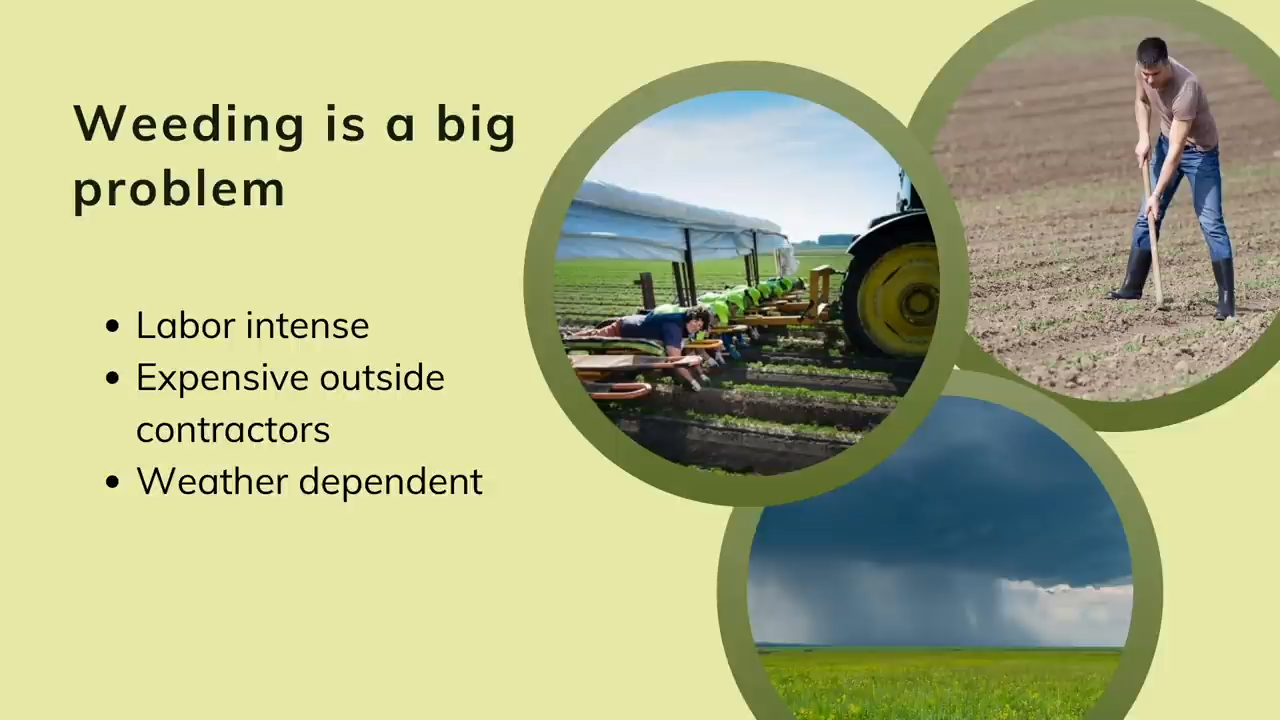 Weeding is a big
problem
• Labor intense
• Expensive outside
contractors
• Weather dependent